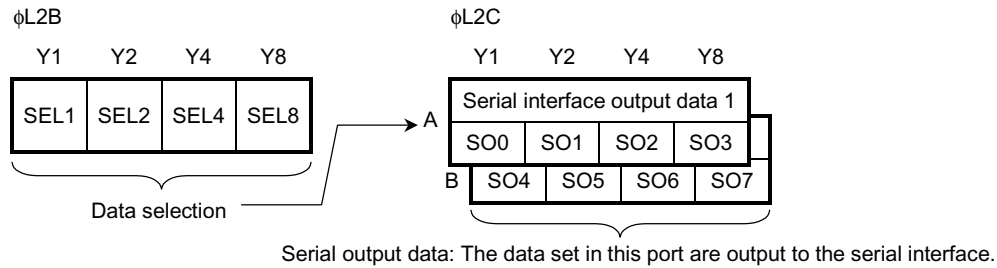 ϕL2B
ϕL2C
Y1 Y2 Y4 Y8
Y1 Y2 Y4 Y8
SEL1 SEL2 SEL4 SEL8
A
Serial interface output data 1
SO0 SO1 SO2 SO3
B
SO4 SO5 SO6 SO7
Data selection
Serial output data: The data set in this port are output to the serial interface.